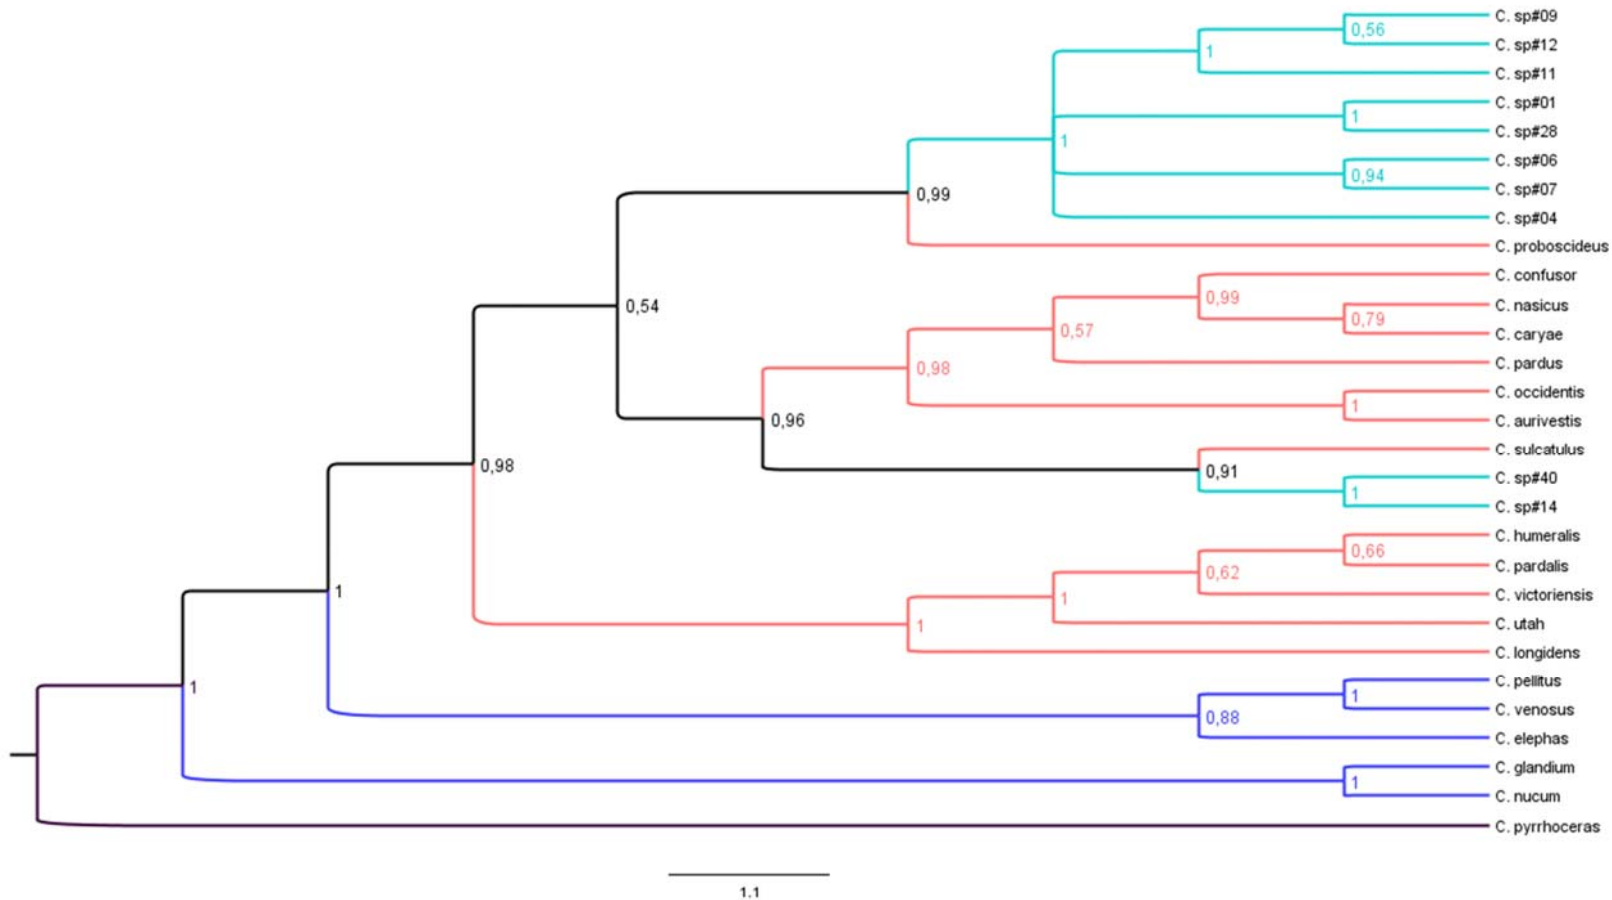 C. sp#09
0,56
C. sp#12
1
C. sp#11
C. sp#01
1
C. sp#28
1
C. sp#06
0,94
C. sp#07
0,99
C. sp#04
C. proboscideus
C. confusor
0,99
C. nasicus
0,54
0,79
0,57
C. caryae
C. pardus
0,98
C. occidentis
1
C. aurivestis
0,96
C. sulcatulus
0,98
0,91
C. sp#40
1
C. sp#14
C. humeralis
0,66
C. pardalis
0,62
1
1
C. victoriensis
C. utah
1
C. longidens
C. pellitus
1
1
C. venosus
0,88
C. elephas
C. glandium
1
C. nucum
C. pyrrhoceras
1.1